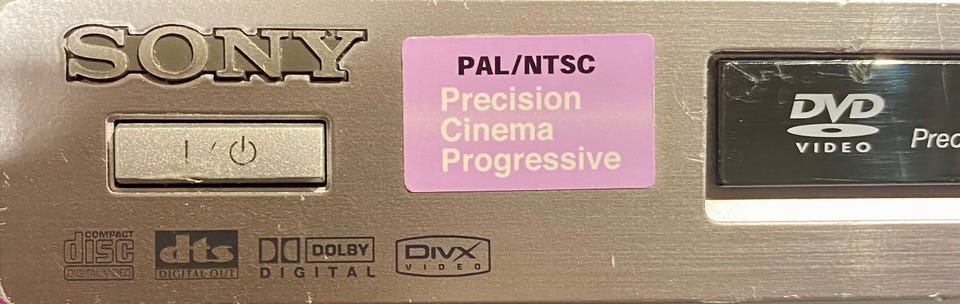 SONY
PAL/NTSC
Precision
Cinema
Progressive
DVD
VIDEO
I / ⏻
COMPACT
disc
DIGITAL VIDEO
dts
DIGITAL OUT
DOLBY
DIGITAL
DIVX
VIDEO